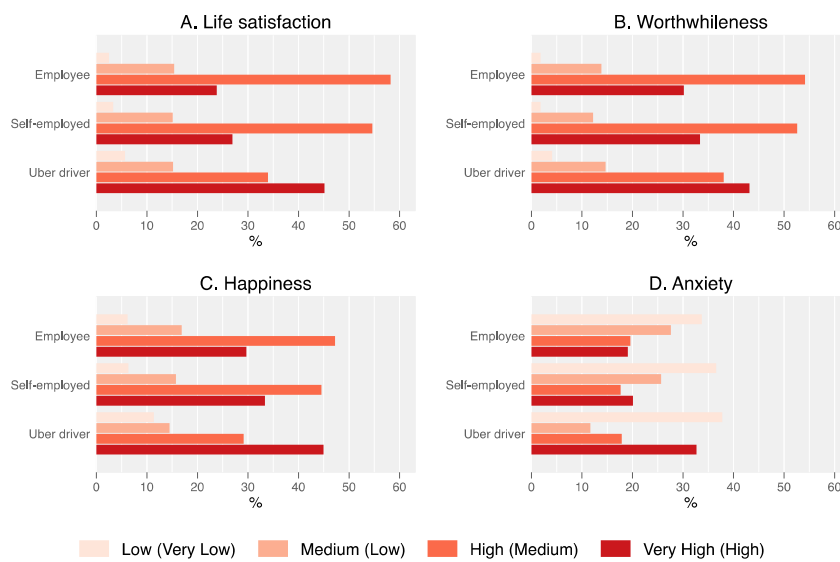 A. Life satisfaction
Employee
Self-employed
Uber driver
0 10 20 30 40 50 60
%
B. Worthwhileness
Employee
Self-employed
Uber driver
0 10 20 30 40 50 60
%
C. Happiness
Employee
Self-employed
Uber driver
0 10 20 30 40 50 60
%
D. Anxiety
Employee
Self-employed
Uber driver
0 10 20 30 40 50 60
%
Low (Very Low) Medium (Low) High (Medium) Very High (High)